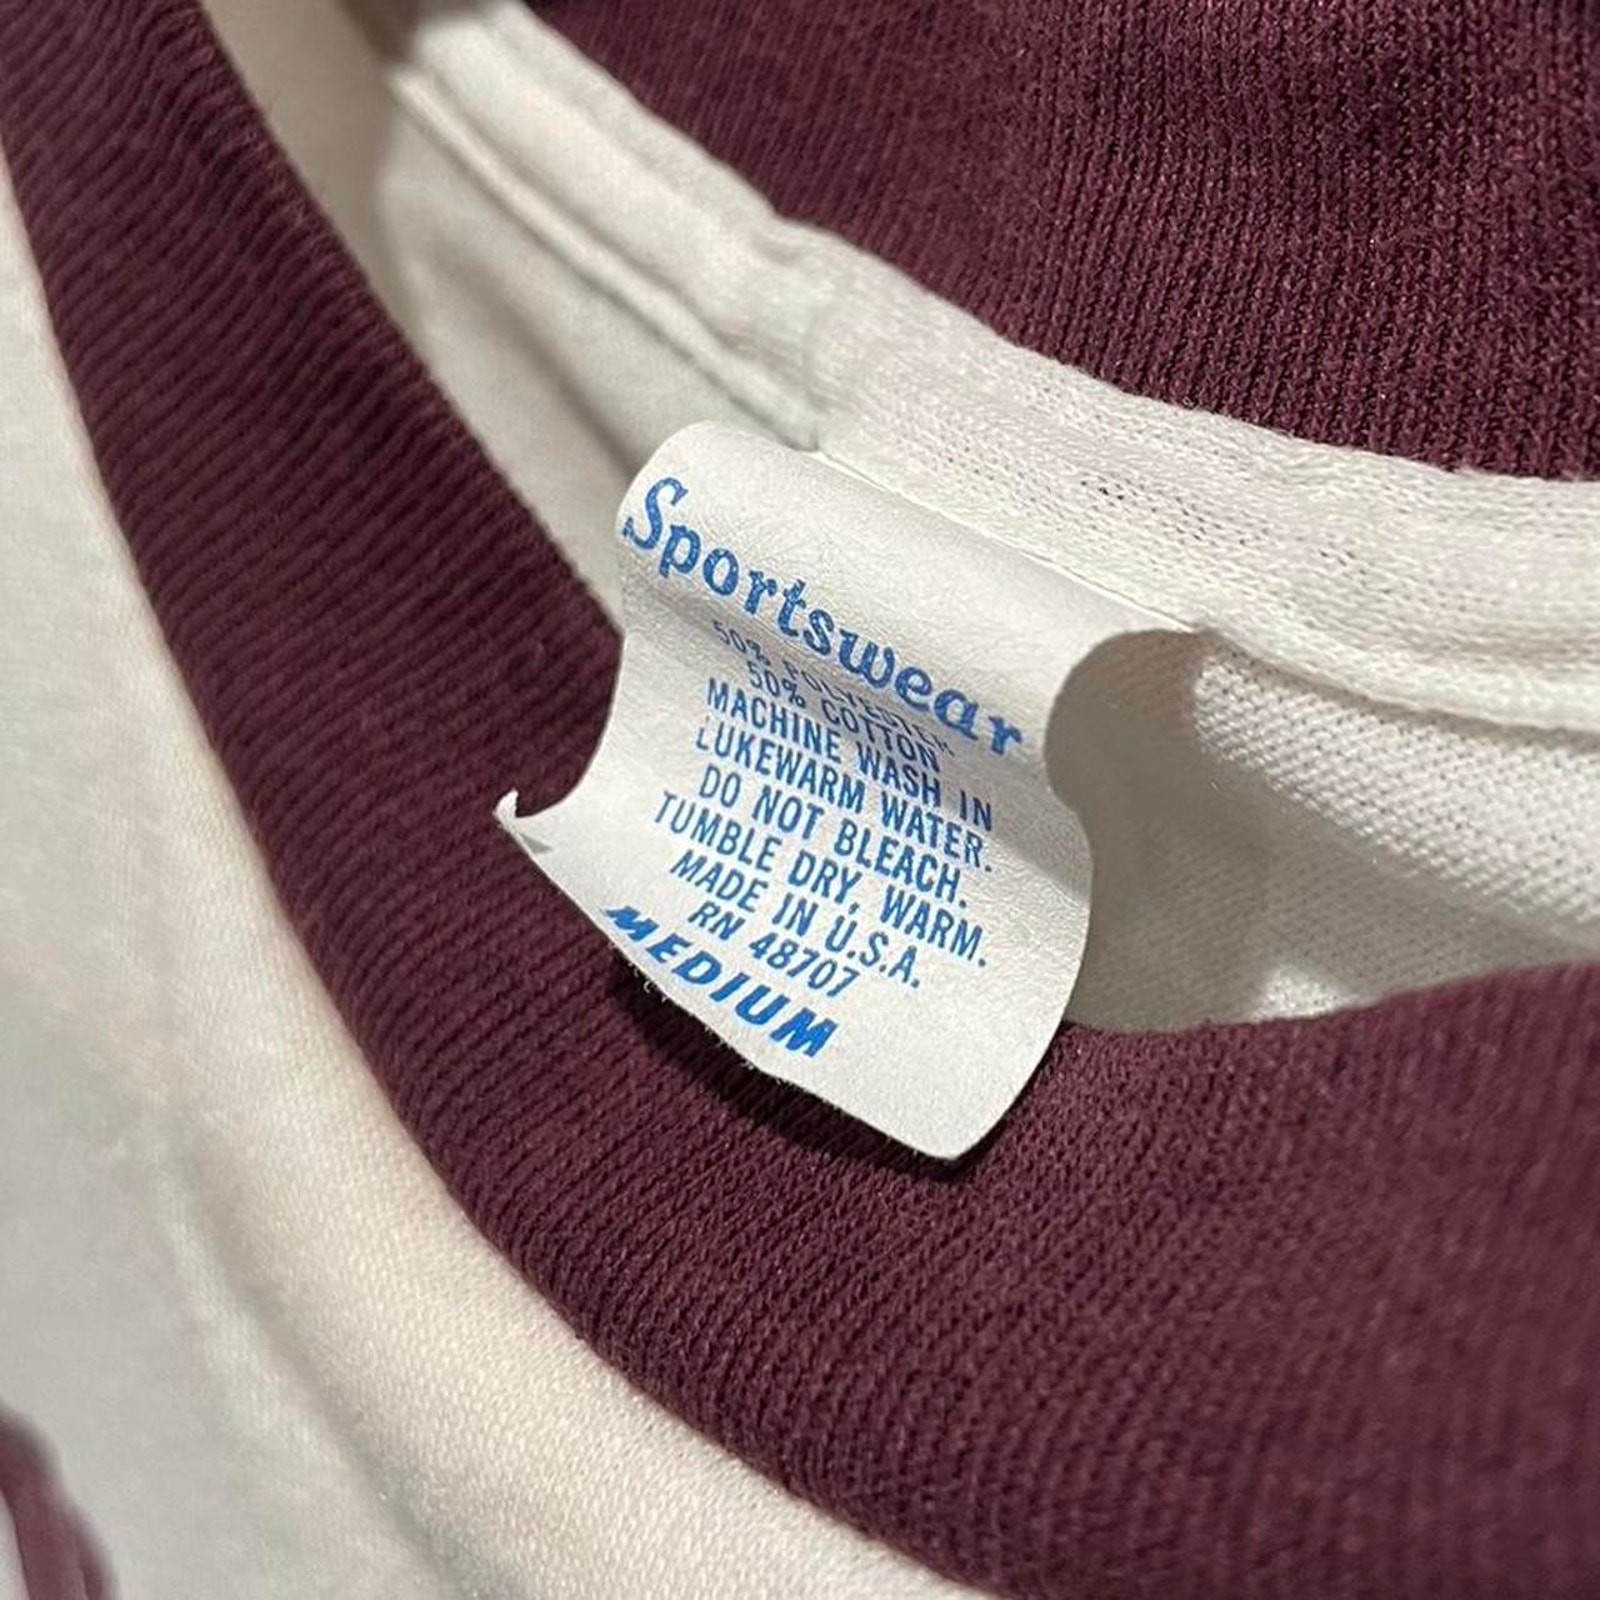 Sportswear
50% POLYESTER
50% COTTON
MACHINE WASH IN
LUKEWARM WATER.
DO NOT BLEACH.
TUMBLE DRY, WARM.
MADE IN U.S.A.
RN 48707
MEDIUM